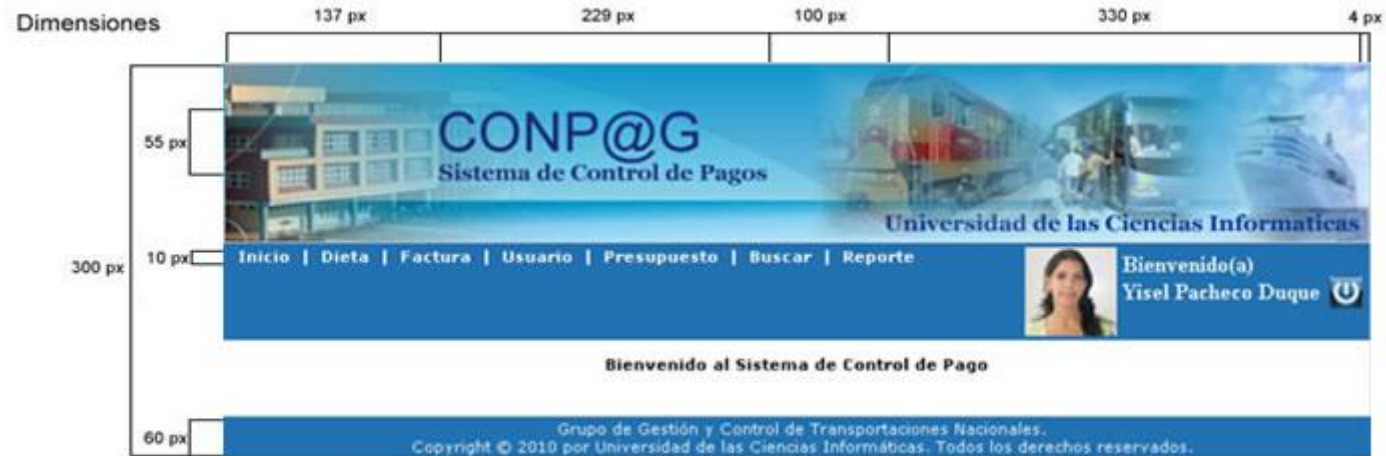 Dimensiones
137 px
229 px
100 px
330 px
4 px
55 px
CONP@G
Sistema de Control de Pagos
Universidad de las Ciencias Informaticas
300 px
10 px
Inicio | Dieta | Factura | Usuario | Presupuesto | Buscar | Reporte
Bienvenido(a)
Yisel Pacheco Duque
Bienvenido al Sistema de Control de Pago
60 px
Grupo de Gestión y Control de Transportaciones Nacionales.
Copyright © 2010 por Universidad de las Ciencias Informáticas. Todos los derechos reservados.